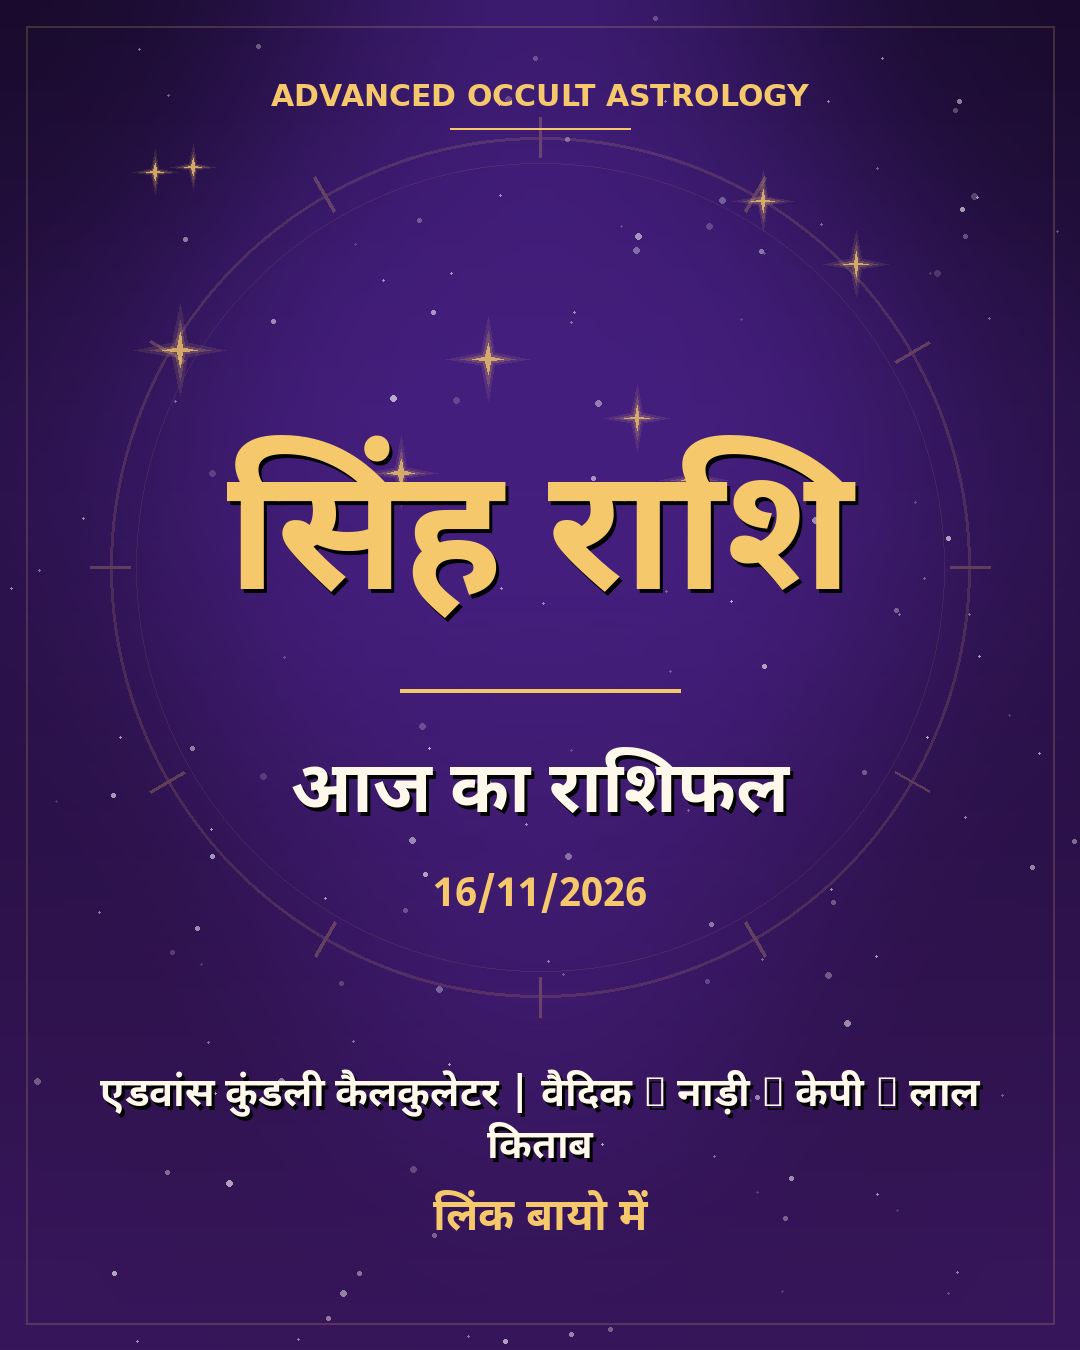 ADVANCED OCCULT ASTROLOGY
सिंह राशि
आज का राशिफल
16/11/2026
एडवांस कुंडली कैलकुलेटर | वैदिक ▯ नाड़ी ▯ केपी ▯ लाल
किताब
लिंक बायो में